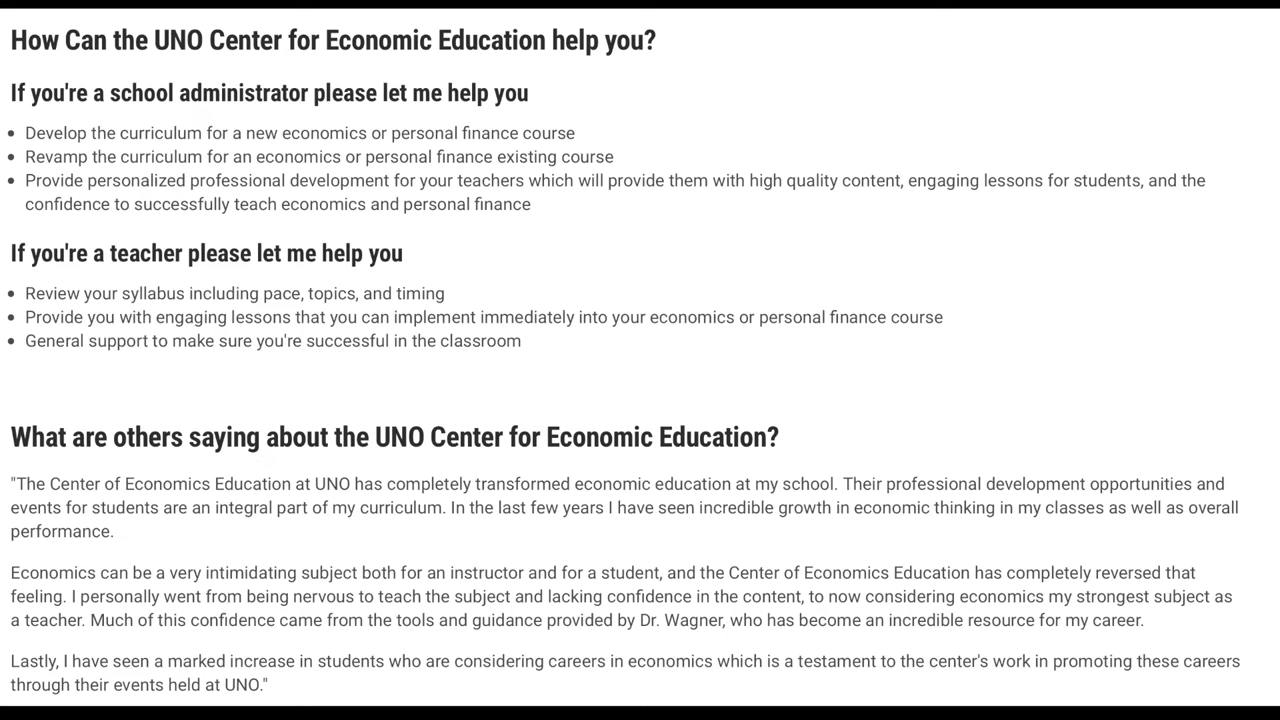 How Can the UNO Center for Economic Education help you?
If you're a school administrator please let me help you
• Develop the curriculum for a new economics or personal finance course
• Revamp the curriculum for an economics or personal finance existing course
• Provide personalized professional development for your teachers which will provide them with high quality content, engaging lessons for students, and the
confidence to successfully teach economics and personal finance
If you're a teacher please let me help you
• Review your syllabus including pace, topics, and timing
• Provide you with engaging lessons that you can implement immediately into your economics or personal finance course
• General support to make sure you're successful in the classroom
What are others saying about the UNO Center for Economic Education?
"The Center of Economics Education at UNO has completely transformed economic education at my school. Their professional development opportunities and
events for students are an integral part of my curriculum. In the last few years I have seen incredible growth in economic thinking in my classes as well as overall
performance.
Economics can be a very intimidating subject both for an instructor and for a student, and the Center of Economics Education has completely reversed that
feeling. I personally went from being nervous to teach the subject and lacking confidence in the content, to now considering economics my strongest subject as
a teacher. Much of this confidence came from the tools and guidance provided by Dr. Wagner, who has become an incredible resource for my career.
Lastly, I have seen a marked increase in students who are considering careers in economics which is a testament to the center's work in promoting these careers
through their events held at UNO."